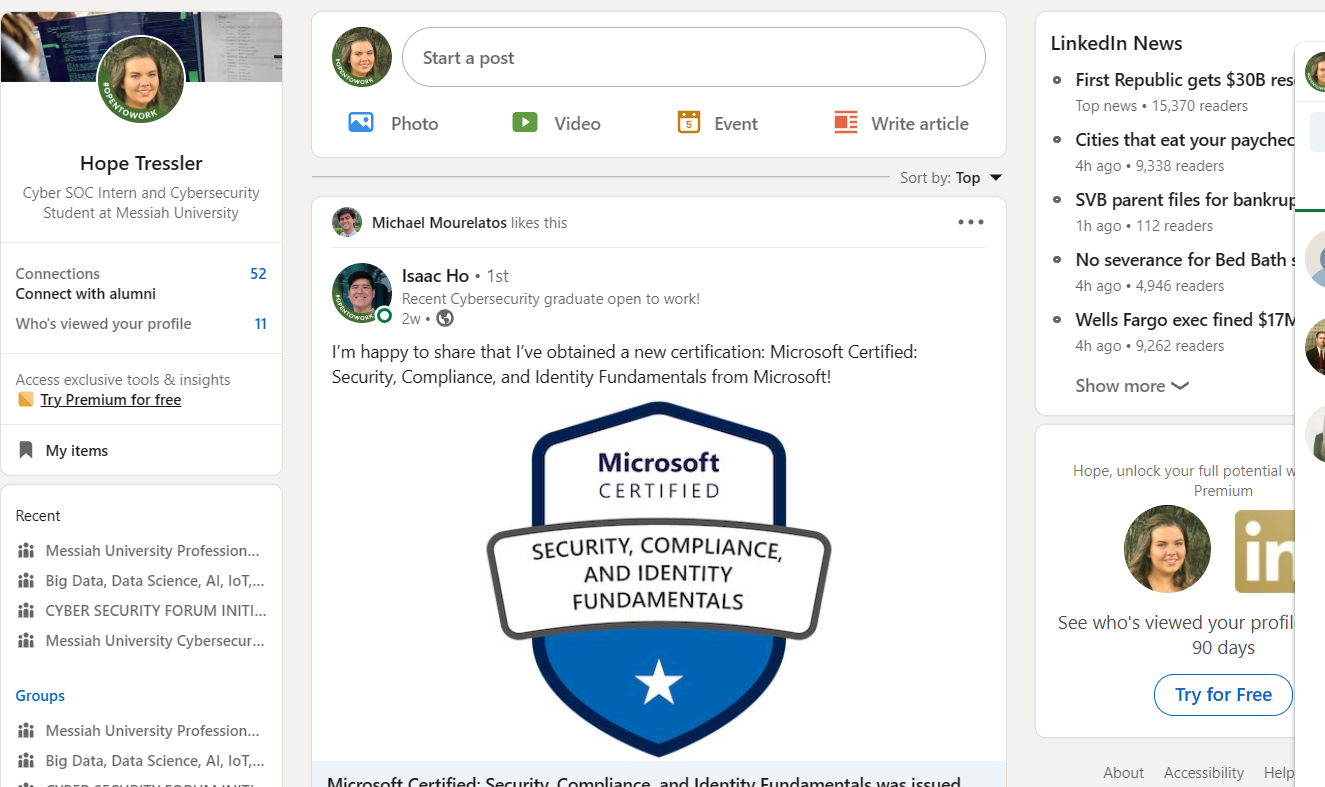 #OPENTOWORK
Hope Tressler
Cyber SOC Intern and Cybersecurity
Student at Messiah University
Connections 52
Connect with alumni
Who's viewed your profile 11
Access exclusive tools & insights
Try Premium for free
My items
Recent
Messiah University Profession...
Big Data, Data Science, AI, IoT,...
CYBER SECURITY FORUM INITI...
Messiah University Cybersecur...
Groups
Messiah University Profession...
Big Data, Data Science, AI, IoT,...
CYBER SECURITY FORUM INITI...
#OPENTOWORK
Start a post
Photo
Video
5
Event
Write article
Sort by: Top
Michael Mourelatos likes this
#OPENTOWORK
Isaac Ho • 1st
Recent Cybersecurity graduate open to work!
2w •
I'm happy to share that I've obtained a new certification: Microsoft Certified:
Security, Compliance, and Identity Fundamentals from Microsoft!
Microsoft
CERTIFIED
SECURITY, COMPLIANCE,
AND IDENTITY
FUNDAMENTALS
Microsoft Certified: Security, Compliance, and Identity Fundamentals was issued
LinkedIn News
First Republic gets $30B res
Top news • 15,370 readers
Cities that eat your paychec
4h ago • 9,338 readers
SVB parent files for bankrup
1h ago • 112 readers
No severance for Bed Bath s
4h ago • 4,946 readers
Wells Fargo exec fined $17M
4h ago • 9,262 readers
Show more
Hope, unlock your full potential w
Premium
in
See who's viewed your profil
90 days
Try for Free
About Accessibility Help